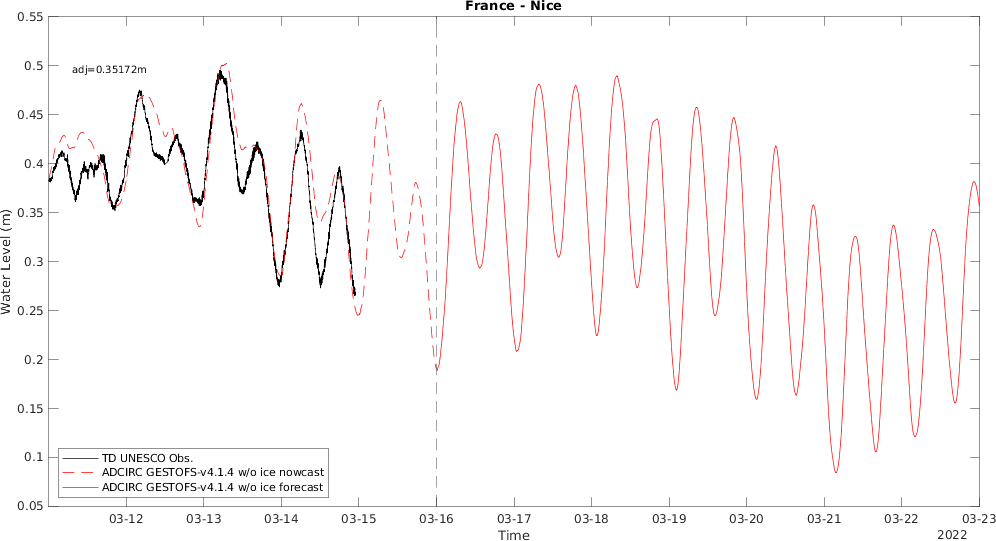 France - Nice
0.55
0.5
0.45
0.4
0.35
0.3
0.25
0.2
0.15
0.1
0.05
Water Level (m)
adj=0.35172m
TD UNESCO Obs.
ADCIRC GESTOFS-v4.1.4 w/o ice nowcast
ADCIRC GESTOFS-v4.1.4 w/o ice forecast
03-12 03-13 03-14 03-15 03-16 03-17 03-18 03-19 03-20 03-21 03-22 03-23
Time
2022